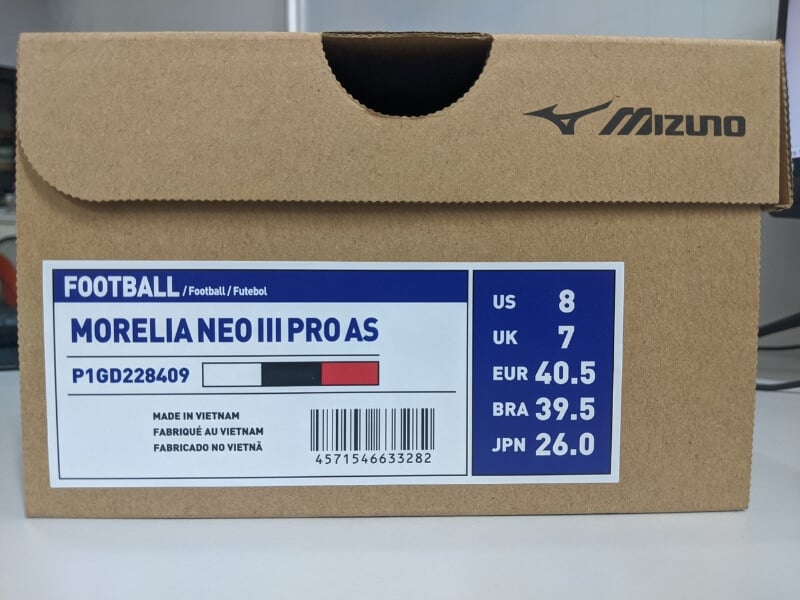 MIZUNO
FOOTBALL / Football / Futebol
MORELIA NEO III PRO AS
P1GD228409
MADE IN VIETNAM
FABRIQUÉ AU VIETNAM
FABRICADO NO VIETNÃ
4571546633282
US 8
UK 7
EUR 40.5
BRA 39.5
JPN 26.0